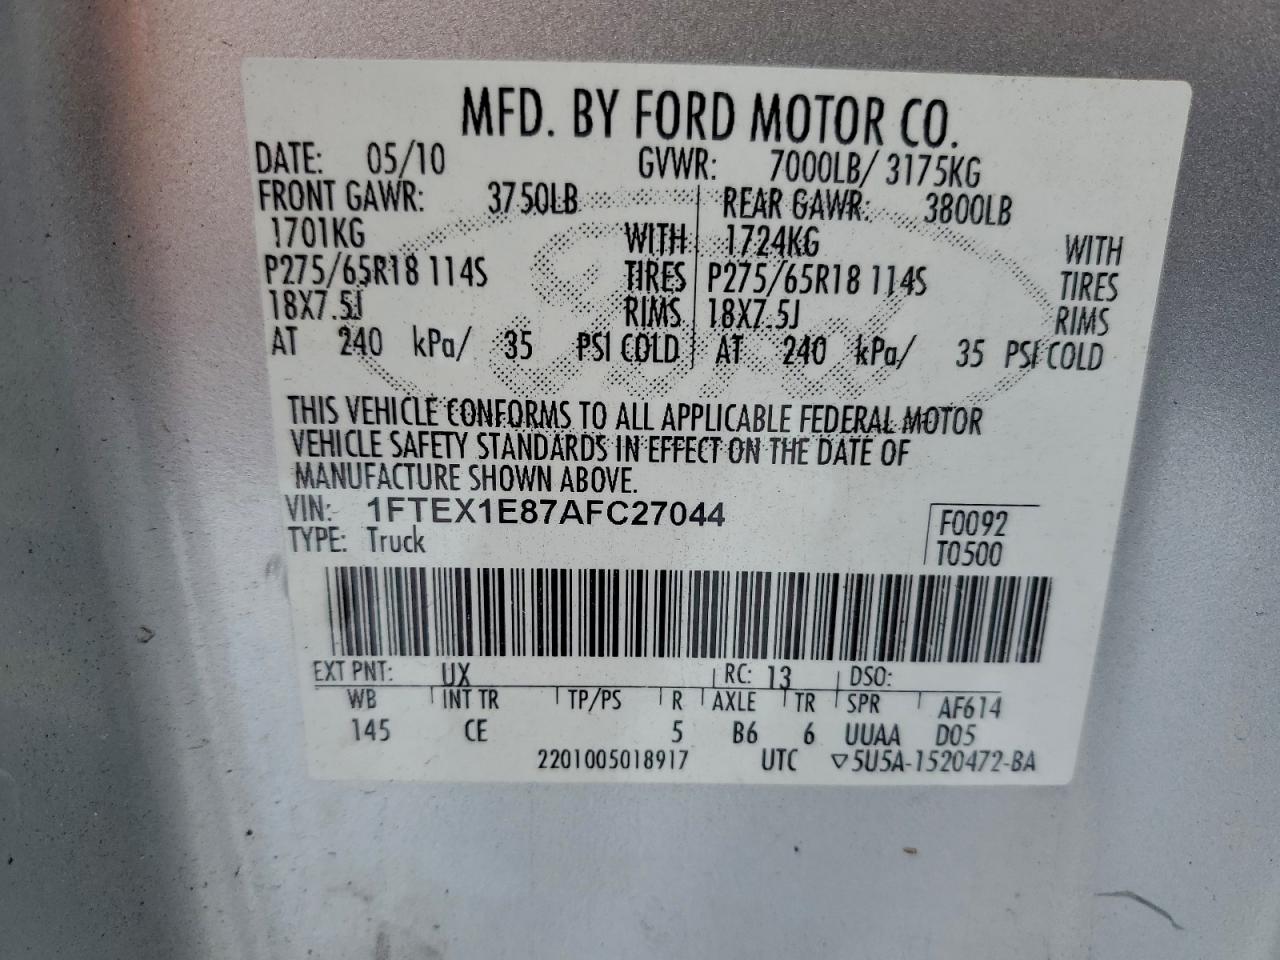 MFD. BY FORD MOTOR CO.
DATE: 05/10 GVWR: 7000LB/ 3175KG
FRONT GAWR: 3750LB REAR GAWR: 3800LB
1701KG WITH 1724KG WITH
P275/65R18 114S TIRES P275/65R18 114S TIRES
18X7.5J RIMS 18X7.5J RIMS
AT 240 kPa/ 35 PSI COLD AT 240 kPa/ 35 PSI COLD
THIS VEHICLE CONFORMS TO ALL APPLICABLE FEDERAL MOTOR
VEHICLE SAFETY STANDARDS IN EFFECT ON THE DATE OF
MANUFACTURE SHOWN ABOVE.
VIN: 1FTEX1E87AFC27044
TYPE: Truck
F0092
T0500
EXT PNT: UX RC: 13 DSO:
WB INT TR TP/PS R AXLE TR SPR AF614
145 CE 5 B6 6 UUAA D05
2201005018917 UTC ▽5U5A-1520472-BA